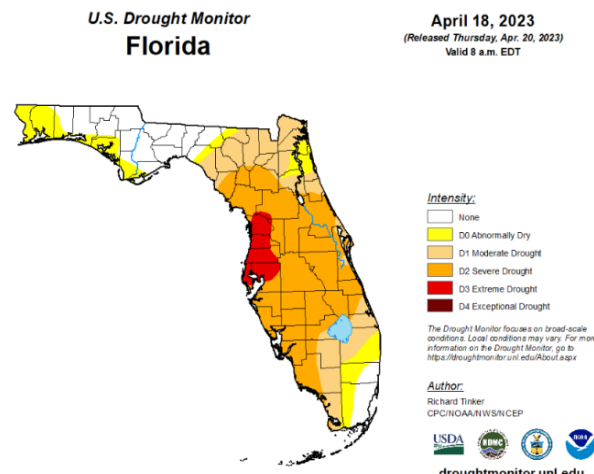 U.S. Drought Monitor
Florida
April 18, 2023
(Released Thursday, Apr. 20, 2023)
Valid 8 a.m. EDT
Intensity:
None
D0 Abnormally Dry
D1 Moderate Drought
D2 Severe Drought
D3 Extreme Drought
D4 Exceptional Drought
The Drought Monitor focuses on broad-scale
conditions. Local conditions may vary. For more
information on the Drought Monitor, go to
https://droughtmonitor.unl.edu/About.aspx
Author:
Richard Tinker
CPC/NOAA/NWS/NCEP
USDA
NDMC
droughtmonitor.unl.edu